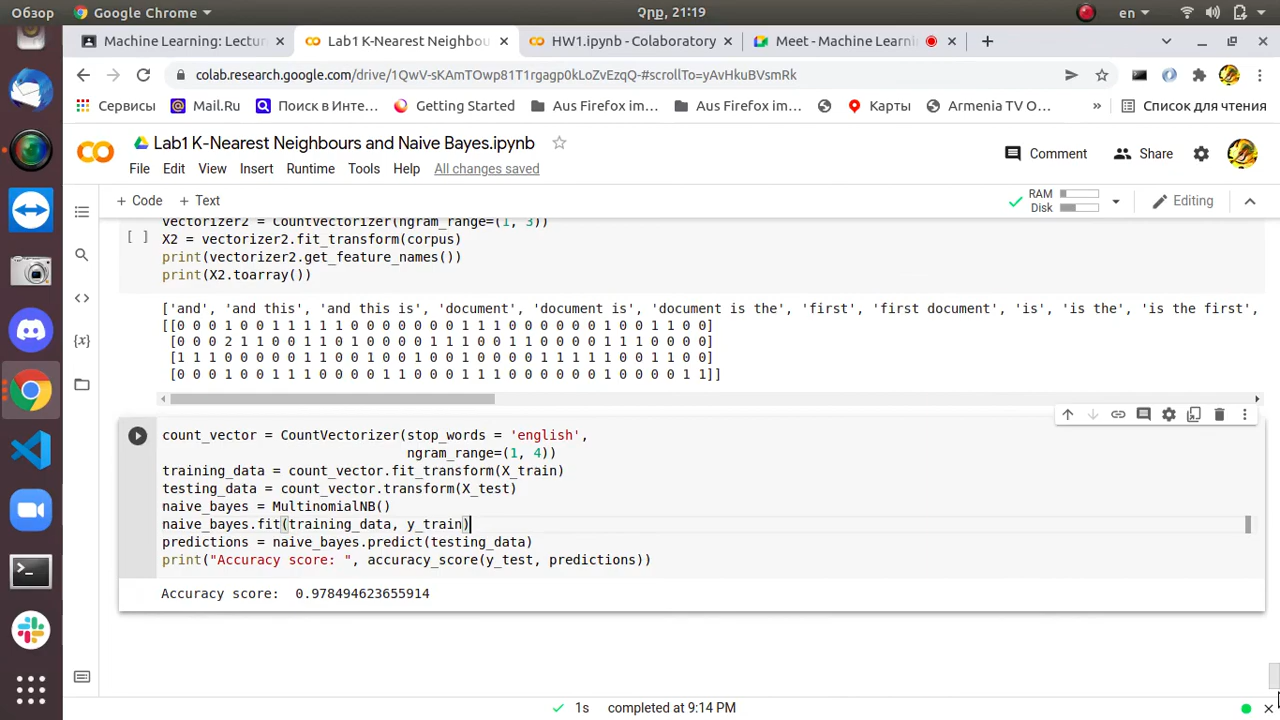 Обзор
Google Chrome
Չրք, 21:19
en
Machine Learning: Lectur
Lab1 K-Nearest Neighbou
HW1.ipynb - Colaboratory
Meet - Machine Learni
colab.research.google.com/drive/1QwV-sKAmTOwp81T1rgagp0kLoZvEzqQ-#scrollTo=yAvHkuBVsmRk
Сервисы
Mail.Ru
Поиск в Инте...
Getting Started
Aus Firefox im...
Aus Firefox im...
Карты
Armenia TV O...
»
Список для чтения
Lab1 K-Nearest Neighbours and Naive Bayes.ipynb
Comment
Share
File Edit View Insert Runtime Tools Help All changes saved
+ Code + Text
RAM
Disk
Editing
vectorizer2 = CountVectorizer(ngram_range=(1, 3))
[ ] X2 = vectorizer2.fit_transform(corpus)
print(vectorizer2.get_feature_names())
print(X2.toarray())
['and', 'and this', 'and this is', 'document', 'document is', 'document is the', 'first', 'first document', 'is', 'is the', 'is the first',
[[0 0 0 1 0 0 1 1 1 1 1 0 0 0 0 0 0 0 1 1 1 0 0 0 0 0 0 1 0 0 1 1 0 0]
[0 0 0 2 1 1 0 0 1 1 0 1 0 0 0 0 1 1 1 0 0 1 1 0 0 0 0 1 1 1 0 0 0 0]
[1 1 1 0 0 0 0 0 1 1 0 0 1 0 0 1 0 0 1 0 0 0 0 1 1 1 1 1 0 0 1 1 0 0]
[0 0 0 1 0 0 1 1 1 0 0 0 0 1 1 0 0 0 1 1 1 0 0 0 0 0 0 1 0 0 0 0 1 1]]
count_vector = CountVectorizer(stop_words = 'english',
ngram_range=(1, 4))
training_data = count_vector.fit_transform(X_train)
testing_data = count_vector.transform(X_test)
naive_bayes = MultinomialNB()
naive_bayes.fit(training_data, y_train)
predictions = naive_bayes.predict(testing_data)
print("Accuracy score: ", accuracy_score(y_test, predictions))
Accuracy score:  0.978494623655914
1s completed at 9:14 PM